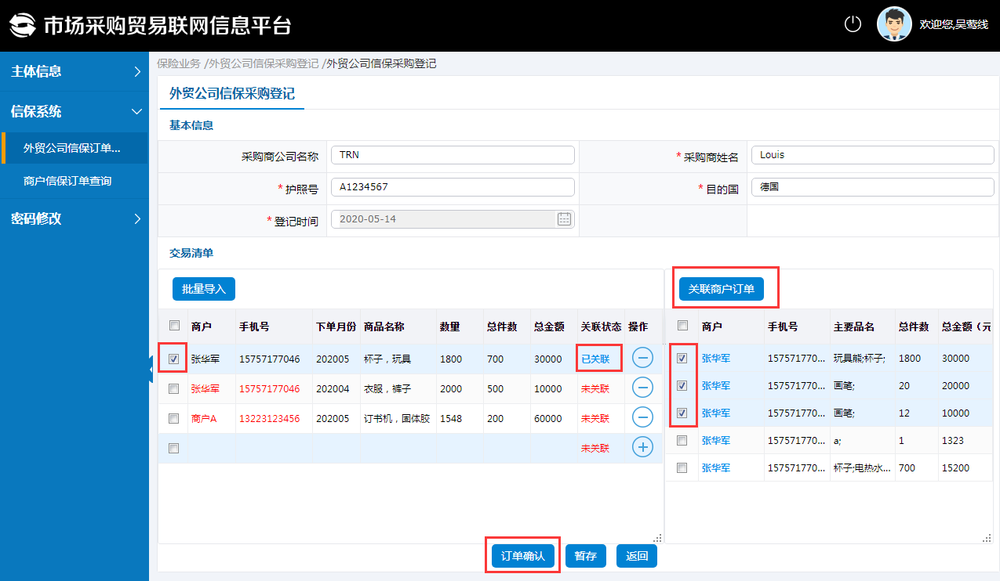 市场采购贸易联网信息平台
欢迎您,吴莺线
主体信息
信保系统
外贸公司信保订单...
商户信保订单查询
密码修改
保险业务 /外贸公司信保采购登记 /外贸公司信保采购登记
外贸公司信保采购登记
基本信息
采购商公司名称 TRN * 采购商姓名 Louis
* 护照号 A1234567 * 目的国 德国
* 登记时间 2020-05-14
交易清单
批量导入
商户 手机号 下单月份 商品名称 数量 总件数 总金额 关联状态 操作
张华军 15757177046 202005 杯子，玩具 1800 700 30000 已关联
张华军 15757177046 202004 衣服，裤子 2000 500 10000 未关联
商户A 13223123456 202005 订书机，固体胶 1548 200 60000 未关联
未关联
关联商户订单
商户 手机号 主要品名 总件数 总金额（元
张华军 157571770... 玩具熊;杯子; 1800 30000
张华军 157571770... 画笔; 20 20000
张华军 157571770... 画笔; 12 10000
张华军 157571770... a; 1 1323
张华军 157571770... 杯子;电热水... 700 15200
订单确认 暂存 返回